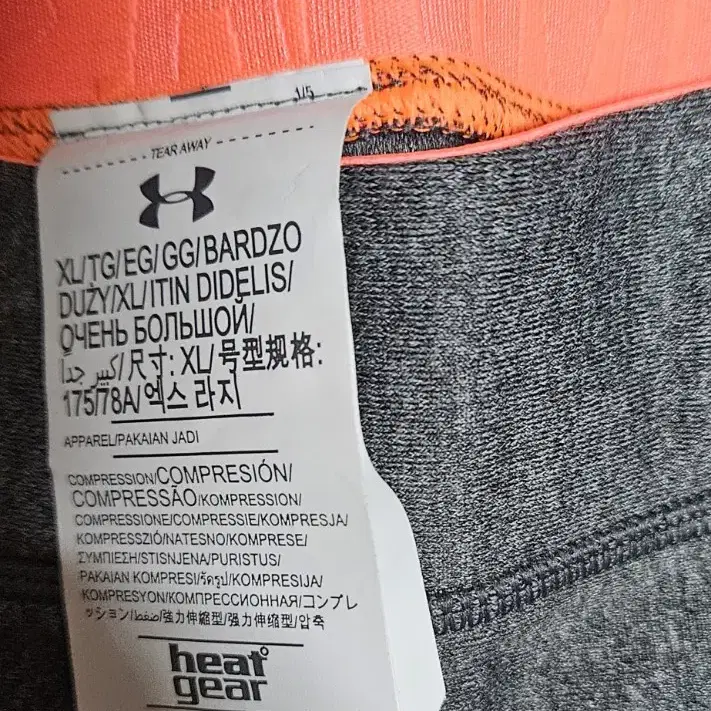 1/5
TEAR AWAY
XL/TG/EG/GG/BARDZO
DUŻY/XL/ITIN DIDELIS/
ОЧЕНЬ БОЛЬШОЙ/
كبير جداً/尺寸: XL/号型规格:
175/78A/엑스 라지
APPAREL/PAKAIAN JADI
COMPRESSION/COMPRESIÓN/
COMPRESSÃO/KOMPRESSION/
COMPRESSIONE/COMPRESSIE/KOMPRESJA/
KOMPRESSZIÓ/NATESNO/KOMPRESE/
ΣΥΜΠΙΕΣΗ/STISNJENA/PURISTUS/
PAKAIAN KOMPRESI/รัดรูป/KOMPRESIJA/
KOMPRESYON/КОМПРЕССИОННАЯ/コンプレ
ッション/ضغط/強力伸縮型/强力伸缩型/압축
heat
gear